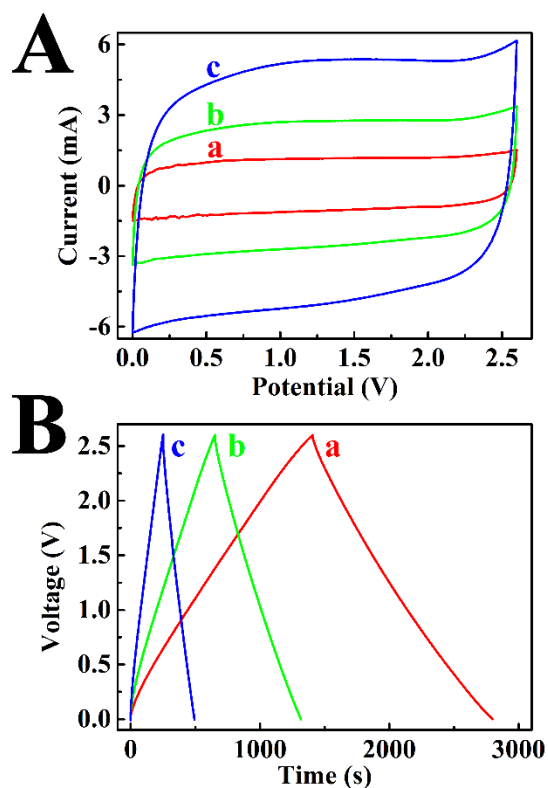 A
6
3
0
-3
-6
Current (mA)
c
b
a
0.0 0.5 1.0 1.5 2.0 2.5
Potential (V)
B
2.5
2.0
1.5
1.0
0.5
0.0
Voltage (V)
c b a
0 1000 2000 3000
Time (s)